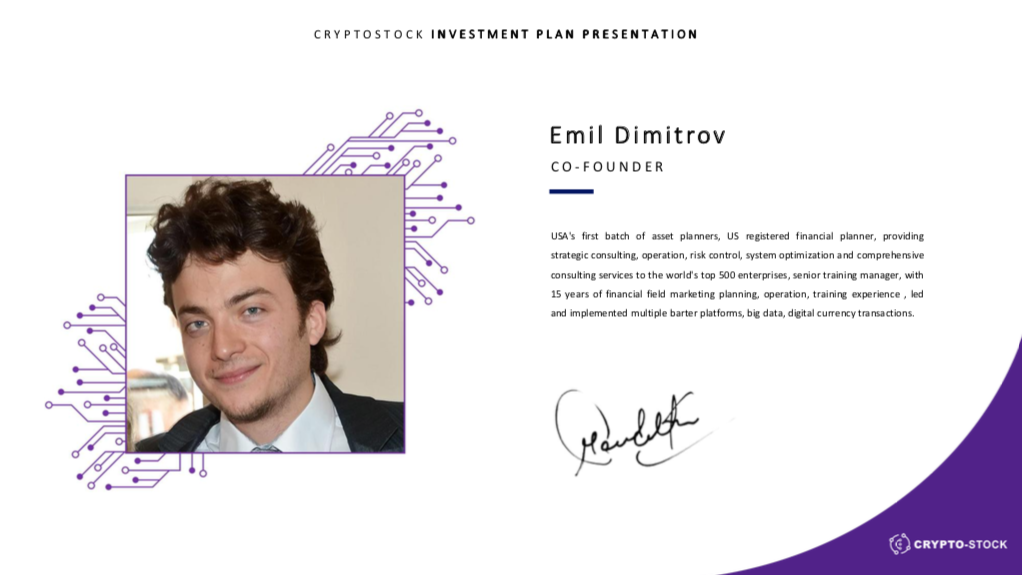 CRYPTOSTOCK INVESTMENT PLAN PRESENTATION
Emil Dimitrov
CO-FOUNDER
USA's first batch of asset planners, US registered financial planner, providing
strategic consulting, operation, risk control, system optimization and comprehensive
consulting services to the world's top 500 enterprises, senior training manager, with
15 years of financial field marketing planning, operation, training experience , led
and implemented multiple barter platforms, big data, digital currency transactions.
CRYPTO-STOCK